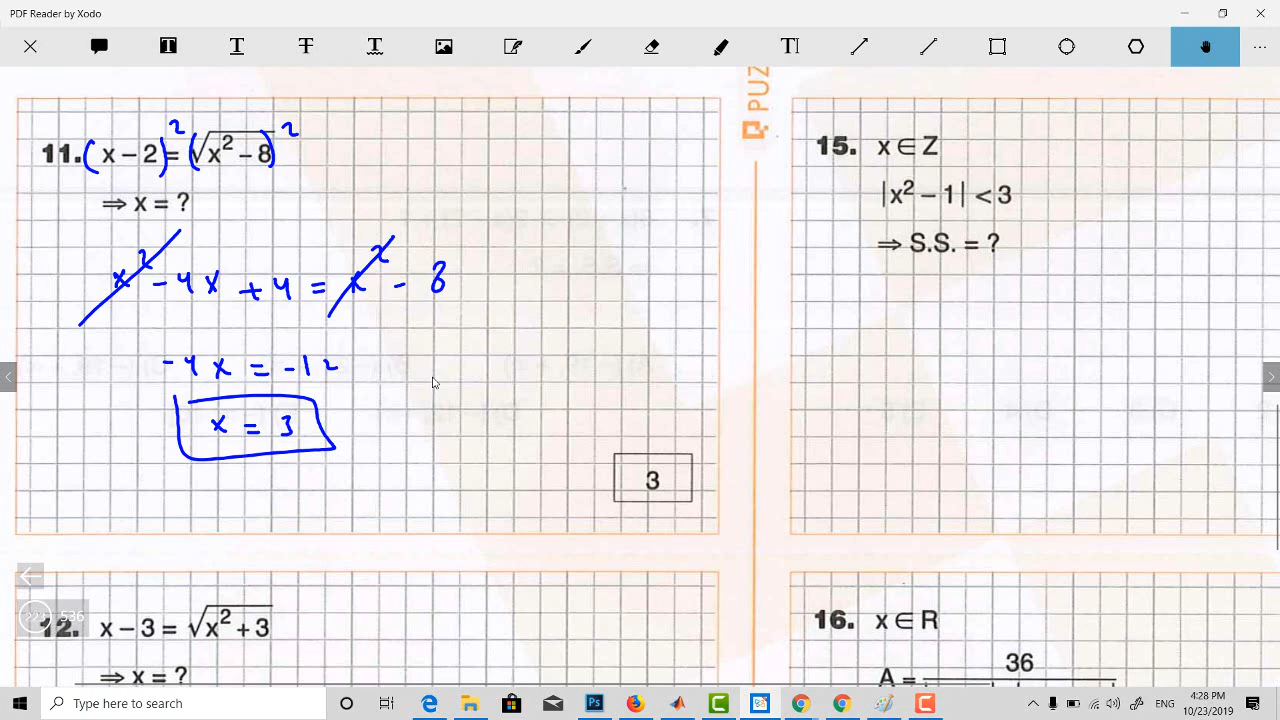 PDF Reader by Xodo
PUZ
11. (x – 2)² = (√x² – 8)²
⇒ x = ?
x² - 4x + 4 = x² - 8
-4x = -12
x = 3
3
12. x – 3 = √x² + 3
⇒ x = ?
15. x ∈ Z
|x² – 1| < 3
⇒ S.S. = ?
16. x ∈ R
A = 36
223 / 536
Type here to search
ENG
4:28 PM
10/23/2019